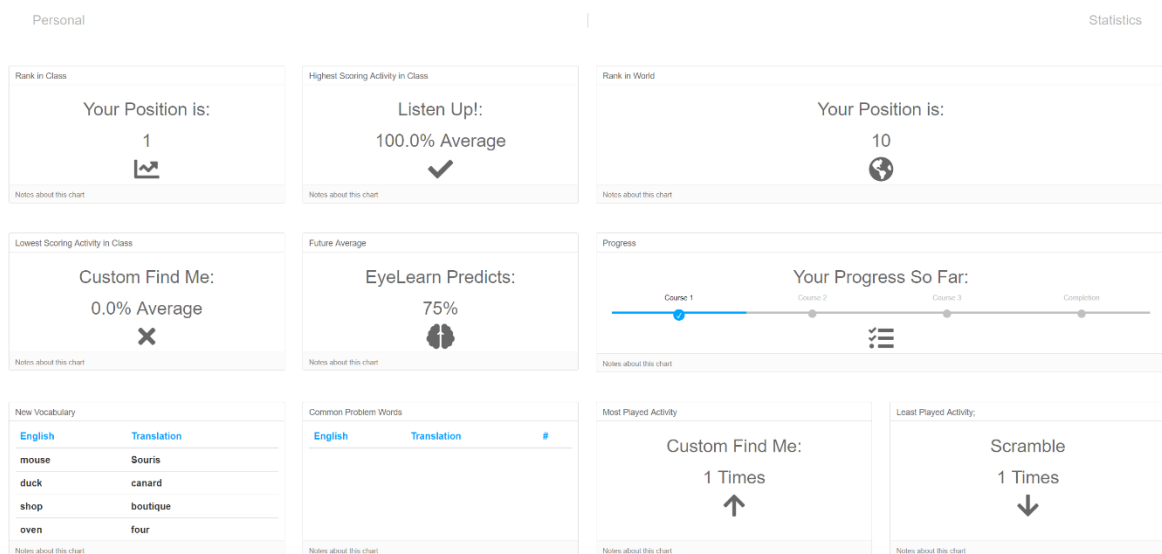 Personal | Statistics
Rank in Class
Your Position is:
1
Notes about this chart
Highest Scoring Activity in Class
Listen Up!:
100.0% Average
Notes about this chart
Rank in World
Your Position is:
10
Notes about this chart
Lowest Scoring Activity in Class
Custom Find Me:
0.0% Average
Notes about this chart
Future Average
EyeLearn Predicts:
75%
Notes about this chart
Progress
Your Progress So Far:
Course 1 Course 2 Course 3 Completion
Notes about this chart
New Vocabulary
English Translation
mouse Souris
duck canard
shop boutique
oven four
Notes about this chart
Common Problem Words
English Translation #
Notes about this chart
Most Played Activity
Custom Find Me:
1 Times
Notes about this chart
Least Played Activity;
Scramble
1 Times
Notes about this chart